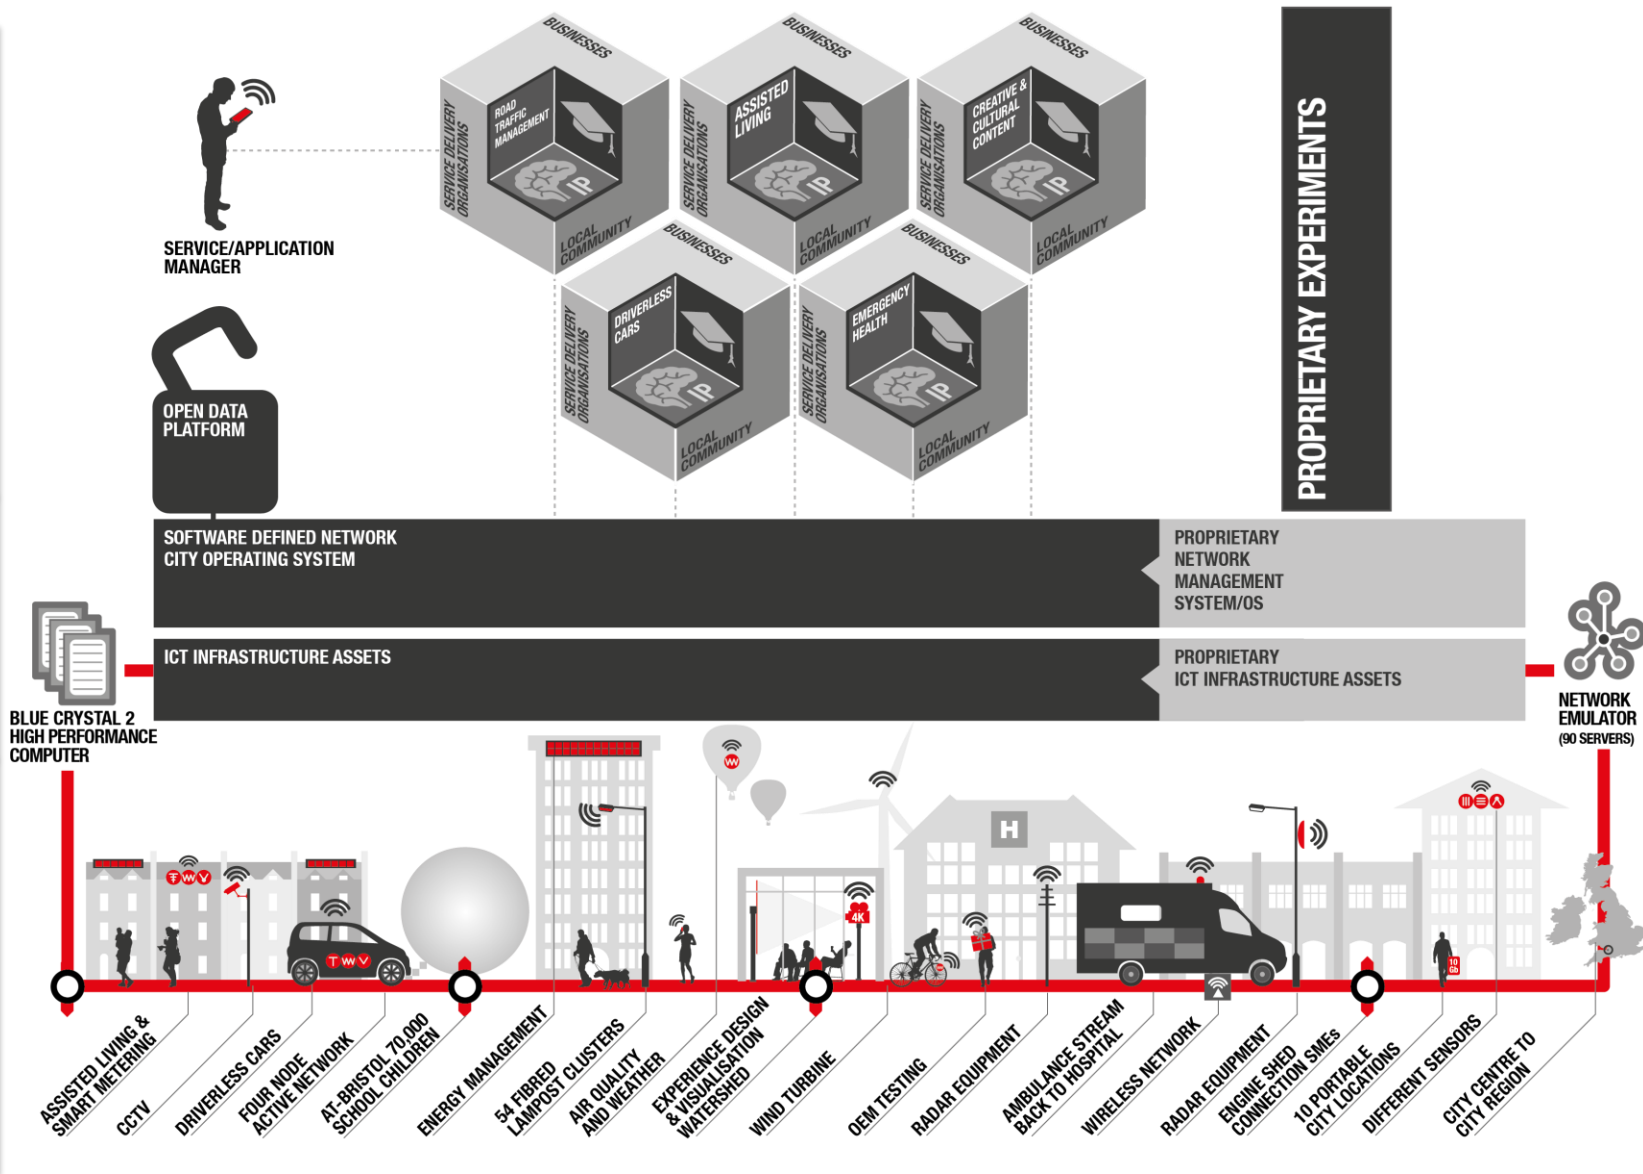 BUSINESSES
SERVICE DELIVERY
ORGANISATIONS
ROAD
TRAFFIC
MANAGEMENT
IP
LOCAL
COMMUNITY
BUSINESSES
SERVICE DELIVERY
ORGANISATIONS
ASSISTED
LIVING
IP
LOCAL
COMMUNITY
BUSINESSES
SERVICE DELIVERY
ORGANISATIONS
CREATIVE &
CULTURAL
CONTENT
IP
LOCAL
COMMUNITY
PROPRIETARY EXPERIMENTS
SERVICE/APPLICATION
MANAGER
BUSINESSES
SERVICE DELIVERY
ORGANISATIONS
DRIVERLESS
CARS
IP
LOCAL
COMMUNITY
BUSINESSES
SERVICE DELIVERY
ORGANISATIONS
EMERGENCY
HEALTH
IP
LOCAL
COMMUNITY
OPEN DATA
PLATFORM
SOFTWARE DEFINED NETWORK
CITY OPERATING SYSTEM
PROPRIETARY
NETWORK
MANAGEMENT
SYSTEM/OS
ICT INFRASTRUCTURE ASSETS
PROPRIETARY
ICT INFRASTRUCTURE ASSETS
BLUE CRYSTAL 2
HIGH PERFORMANCE
COMPUTER
NETWORK
EMULATOR
(90 SERVERS)
H
4K
10
Gb
ASSISTED LIVING &
SMART METERING
CCTV
DRIVERLESS CARS
FOUR NODE
ACTIVE NETWORK
AT-BRISTOL 70,000
SCHOOL CHILDREN
ENERGY MANAGEMENT
54 FIBRED
LAMPOST CLUSTERS
AIR QUALITY
AND WEATHER
EXPERIENCE DESIGN
& VISUALISATION
WATERSHED
WIND TURBINE
OEM TESTING
RADAR EQUIPMENT
AMBULANCE STREAM
BACK TO HOSPITAL
WIRELESS NETWORK
RADAR EQUIPMENT
ENGINE SHED
CONNECTION SMEs
10 PORTABLE
CITY LOCATIONS
DIFFERENT SENSORS
CITY CENTRE TO
CITY REGION